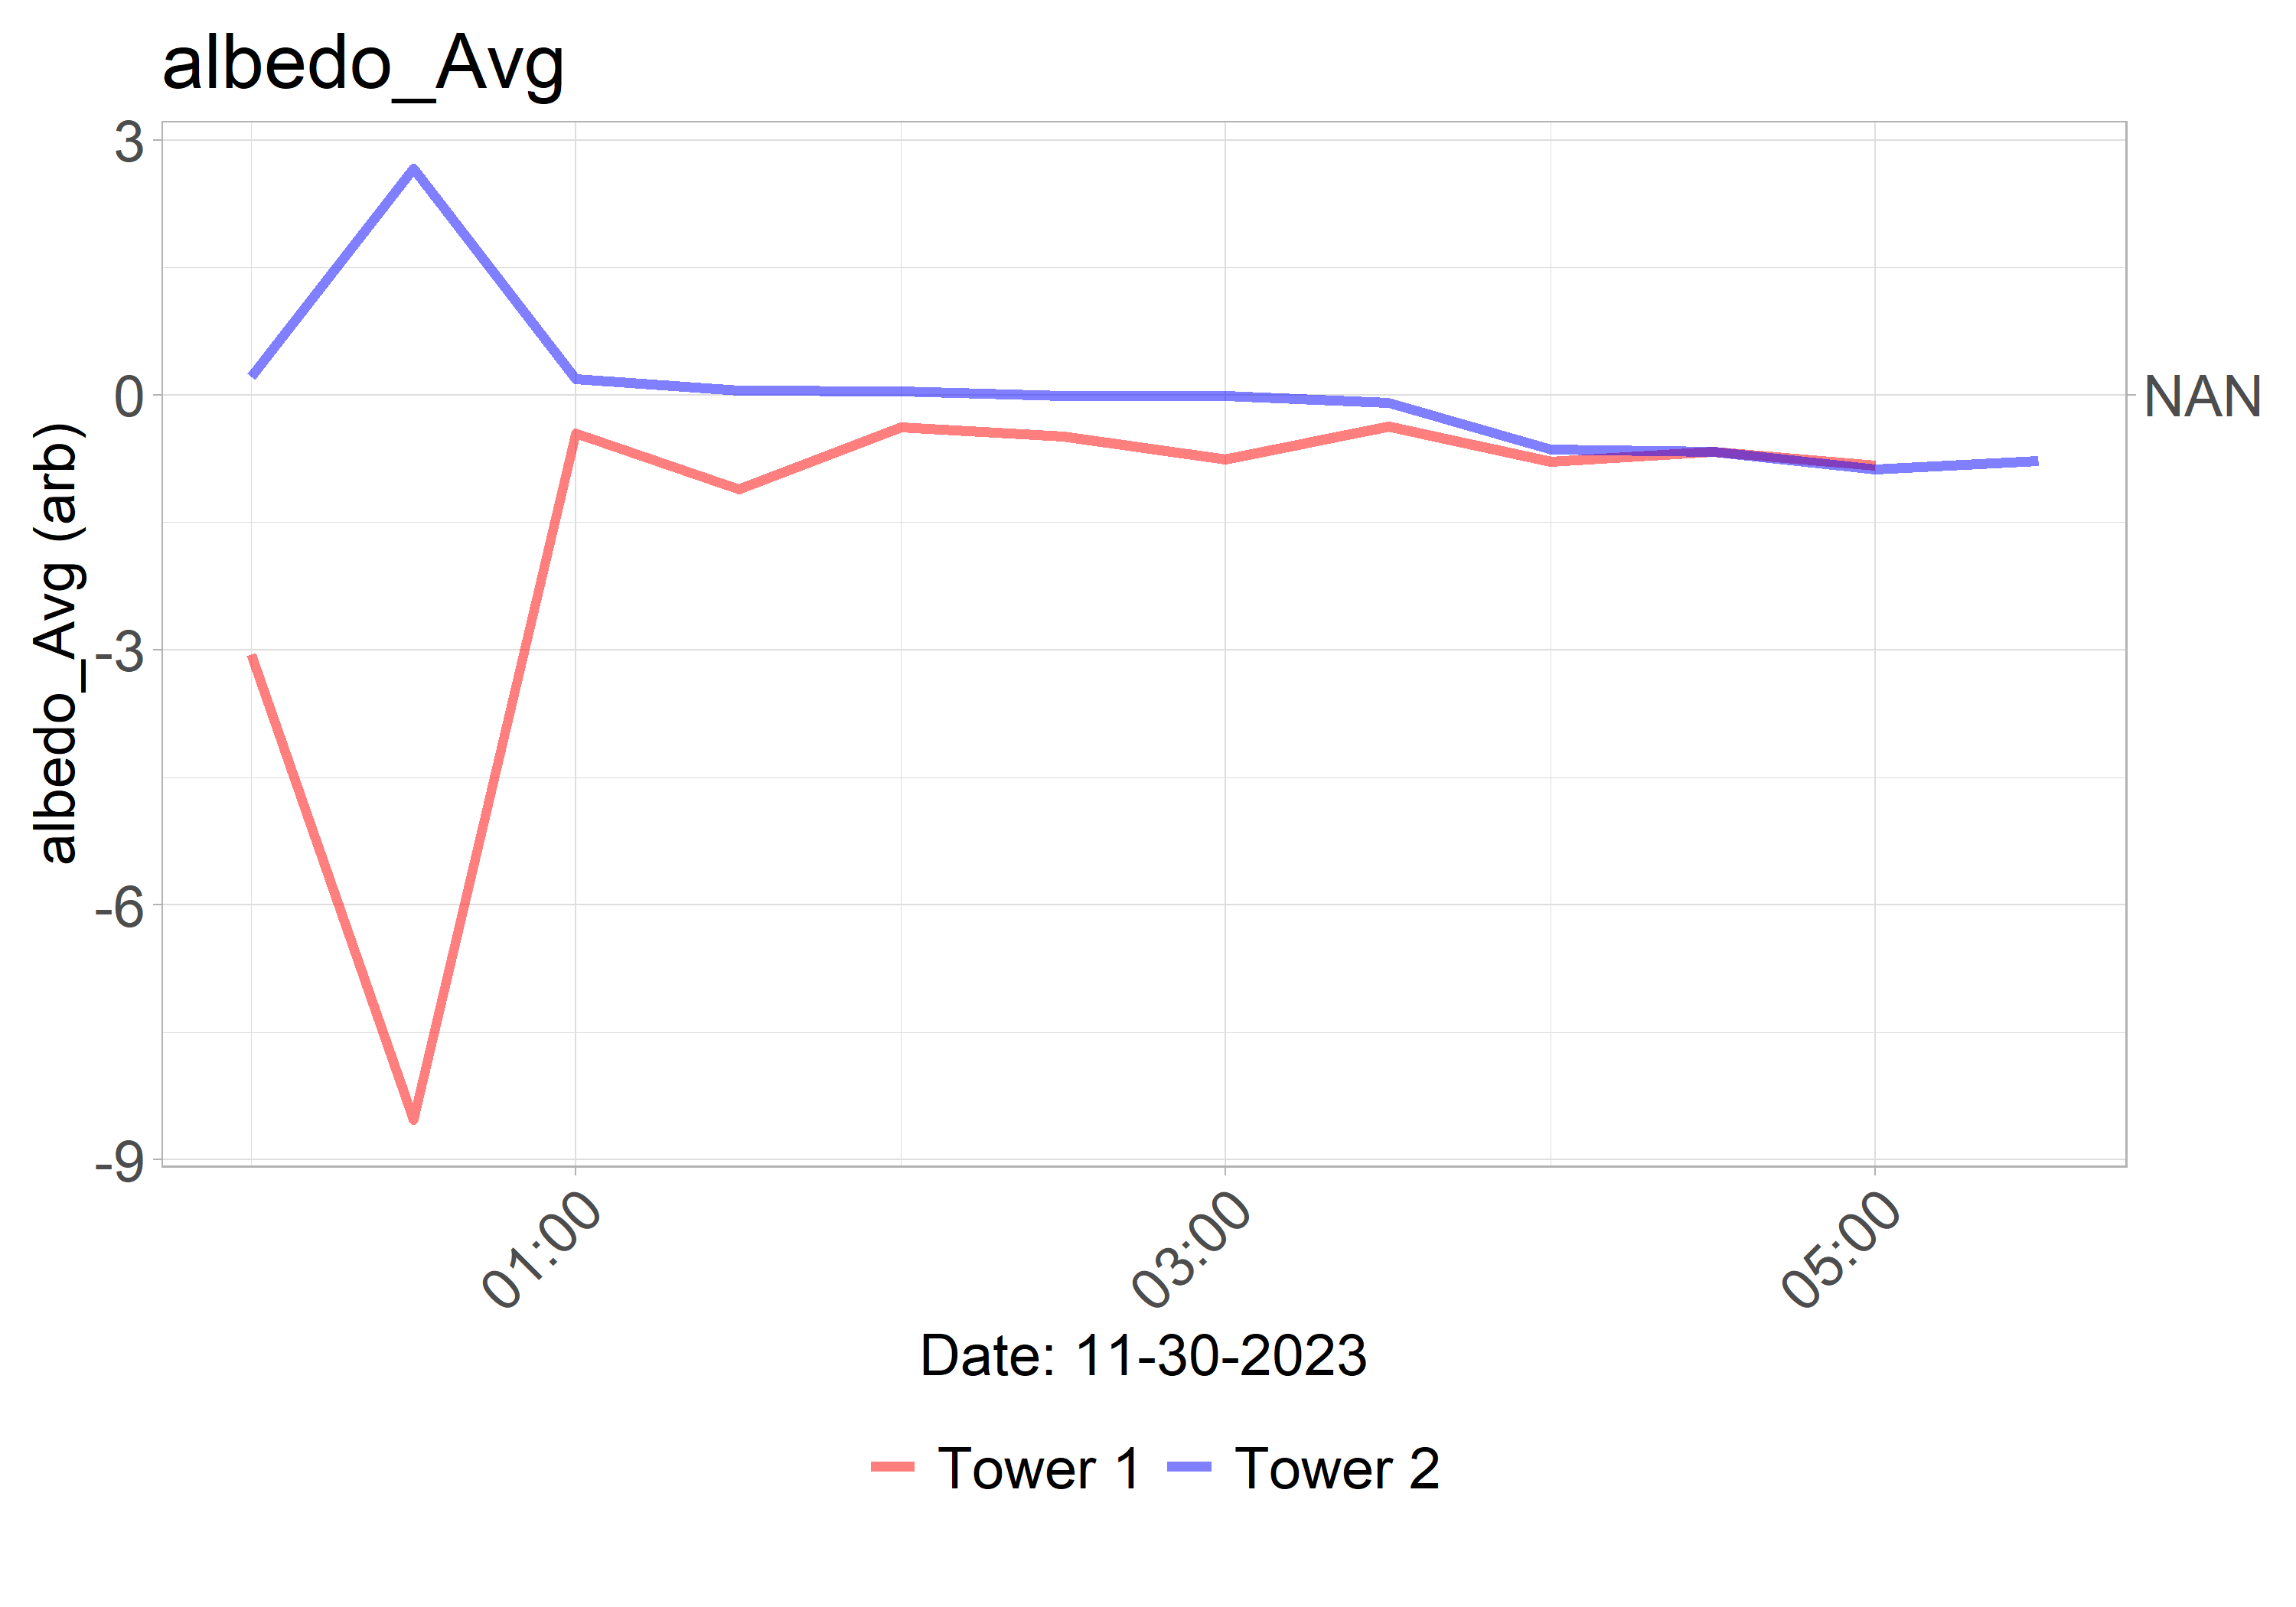 albedo_Avg
albedo_Avg (arb)
3
0
-3
-6
-9
NAN
01:00
03:00
05:00
Date: 11-30-2023
Tower 1
Tower 2